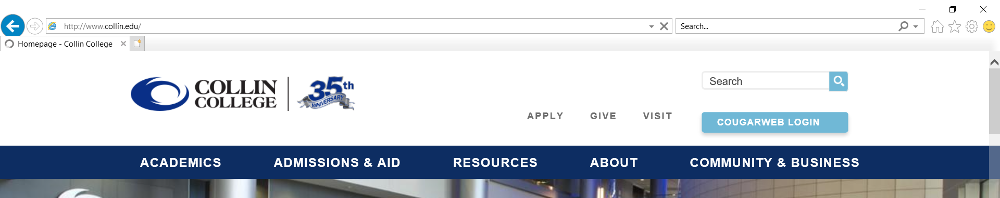 http://www.collin.edu/
Search...
Homepage - Collin College
COLLIN
COLLEGE
35th
ANNIVERSARY
Search
APPLY GIVE VISIT
COUGARWEB LOGIN
ACADEMICS ADMISSIONS & AID RESOURCES ABOUT COMMUNITY & BUSINESS